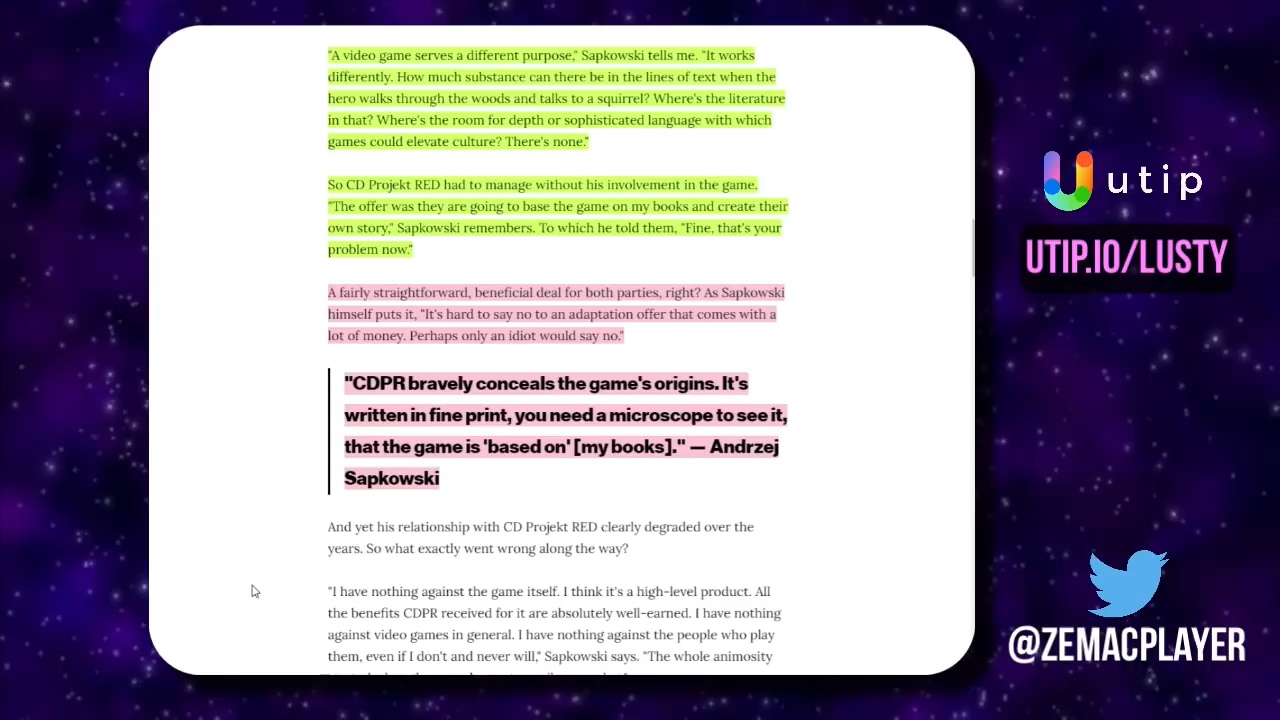 "A video game serves a different purpose," Sapkowski tells me. "It works
differently. How much substance can there be in the lines of text when the
hero walks through the woods and talks to a squirrel? Where's the literature
in that? Where's the room for depth or sophisticated language with which
games could elevate culture? There's none."
So CD Projekt RED had to manage without his involvement in the game.
"The offer was they are going to base the game on my books and create their
own story," Sapkowski remembers. To which he told them, "Fine, that's your
problem now."
A fairly straightforward, beneficial deal for both parties, right? As Sapkowski
himself puts it, "It's hard to say no to an adaptation offer that comes with a
lot of money. Perhaps only an idiot would say no."
"CDPR bravely conceals the game's origins. It's
written in fine print, you need a microscope to see it,
that the game is 'based on' [my books]." — Andrzej
Sapkowski
And yet his relationship with CD Projekt RED clearly degraded over the
years. So what exactly went wrong along the way?
"I have nothing against the game itself. I think it's a high-level product. All
the benefits CDPR received for it are absolutely well-earned. I have nothing
against video games in general. I have nothing against the people who play
them, even if I don't and never will," Sapkowski says. "The whole animosity
utip
UTIP.IO/LUSTY
@ZEMACPLAYER